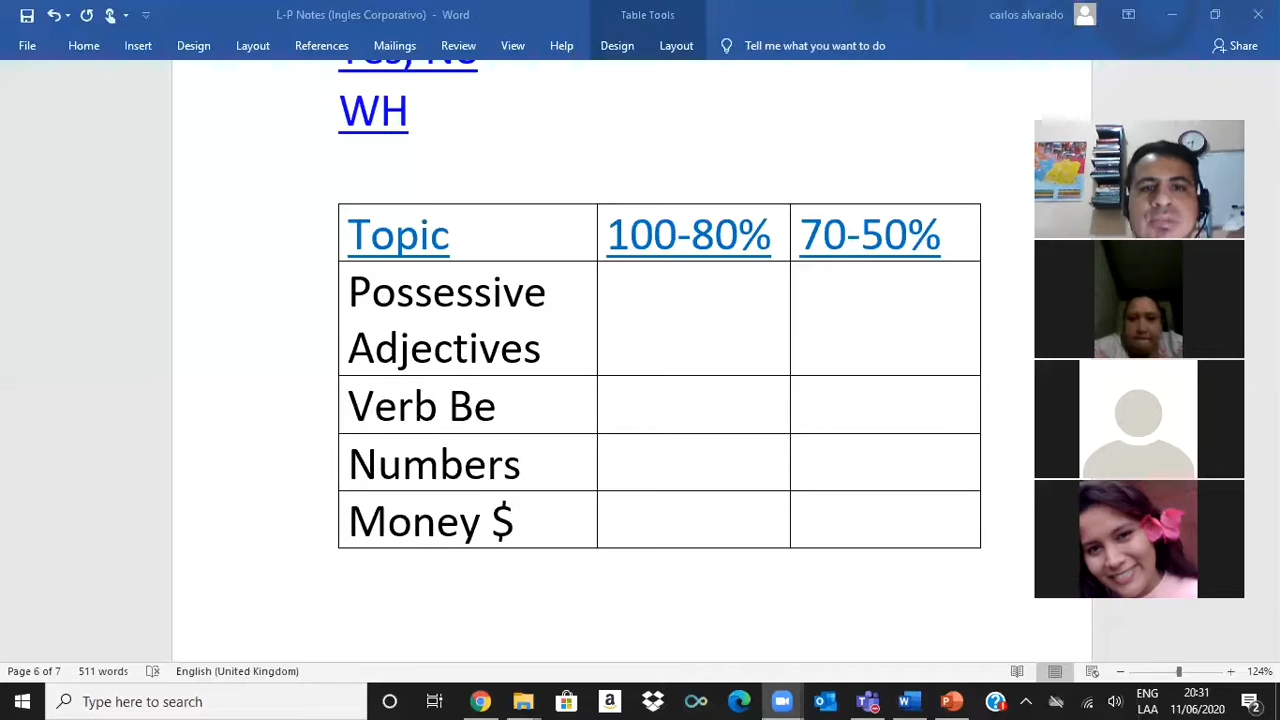 L-P Notes (Ingles Corporativo) - Word
Table Tools
carlos alvarado
File Home Insert Design Layout References Mailings Review View Help Design Layout Tell me what you want to do Share
Yes, No
WH
Topic 100-80% 70-50%
Possessive
Adjectives
Verb Be
Numbers
Money $
Page 6 of 7 511 words English (United Kingdom) 124%
Type here to search
ENG
LAA
20:31
11/06/2020
2